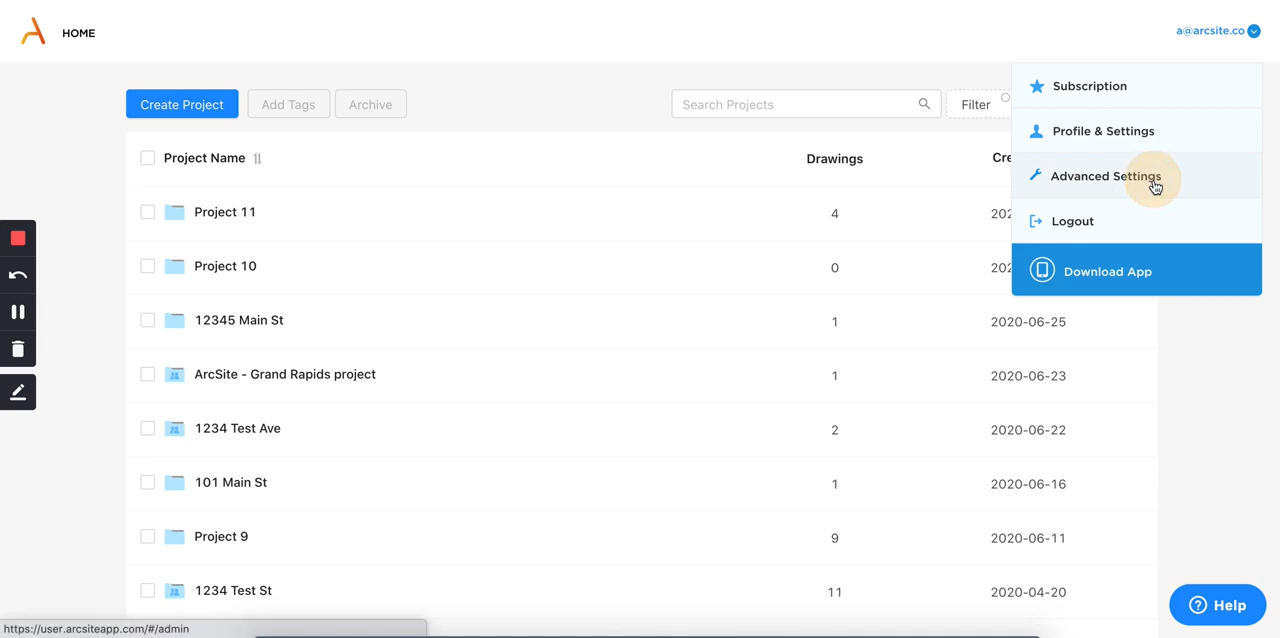 HOME
a@arcsite.co
Subscription
Profile & Settings
Advanced Settings
Logout
Download App
Create Project
Add Tags
Archive
Search Projects
Filter
Project Name
Drawings
Cre
Project 11
4
202
Project 10
0
202
12345 Main St
1
2020-06-25
ArcSite - Grand Rapids project
1
2020-06-23
1234 Test Ave
2
2020-06-22
101 Main St
1
2020-06-16
Project 9
9
2020-06-11
1234 Test St
11
2020-04-20
Help
https://user.arcsiteapp.com/#/admin